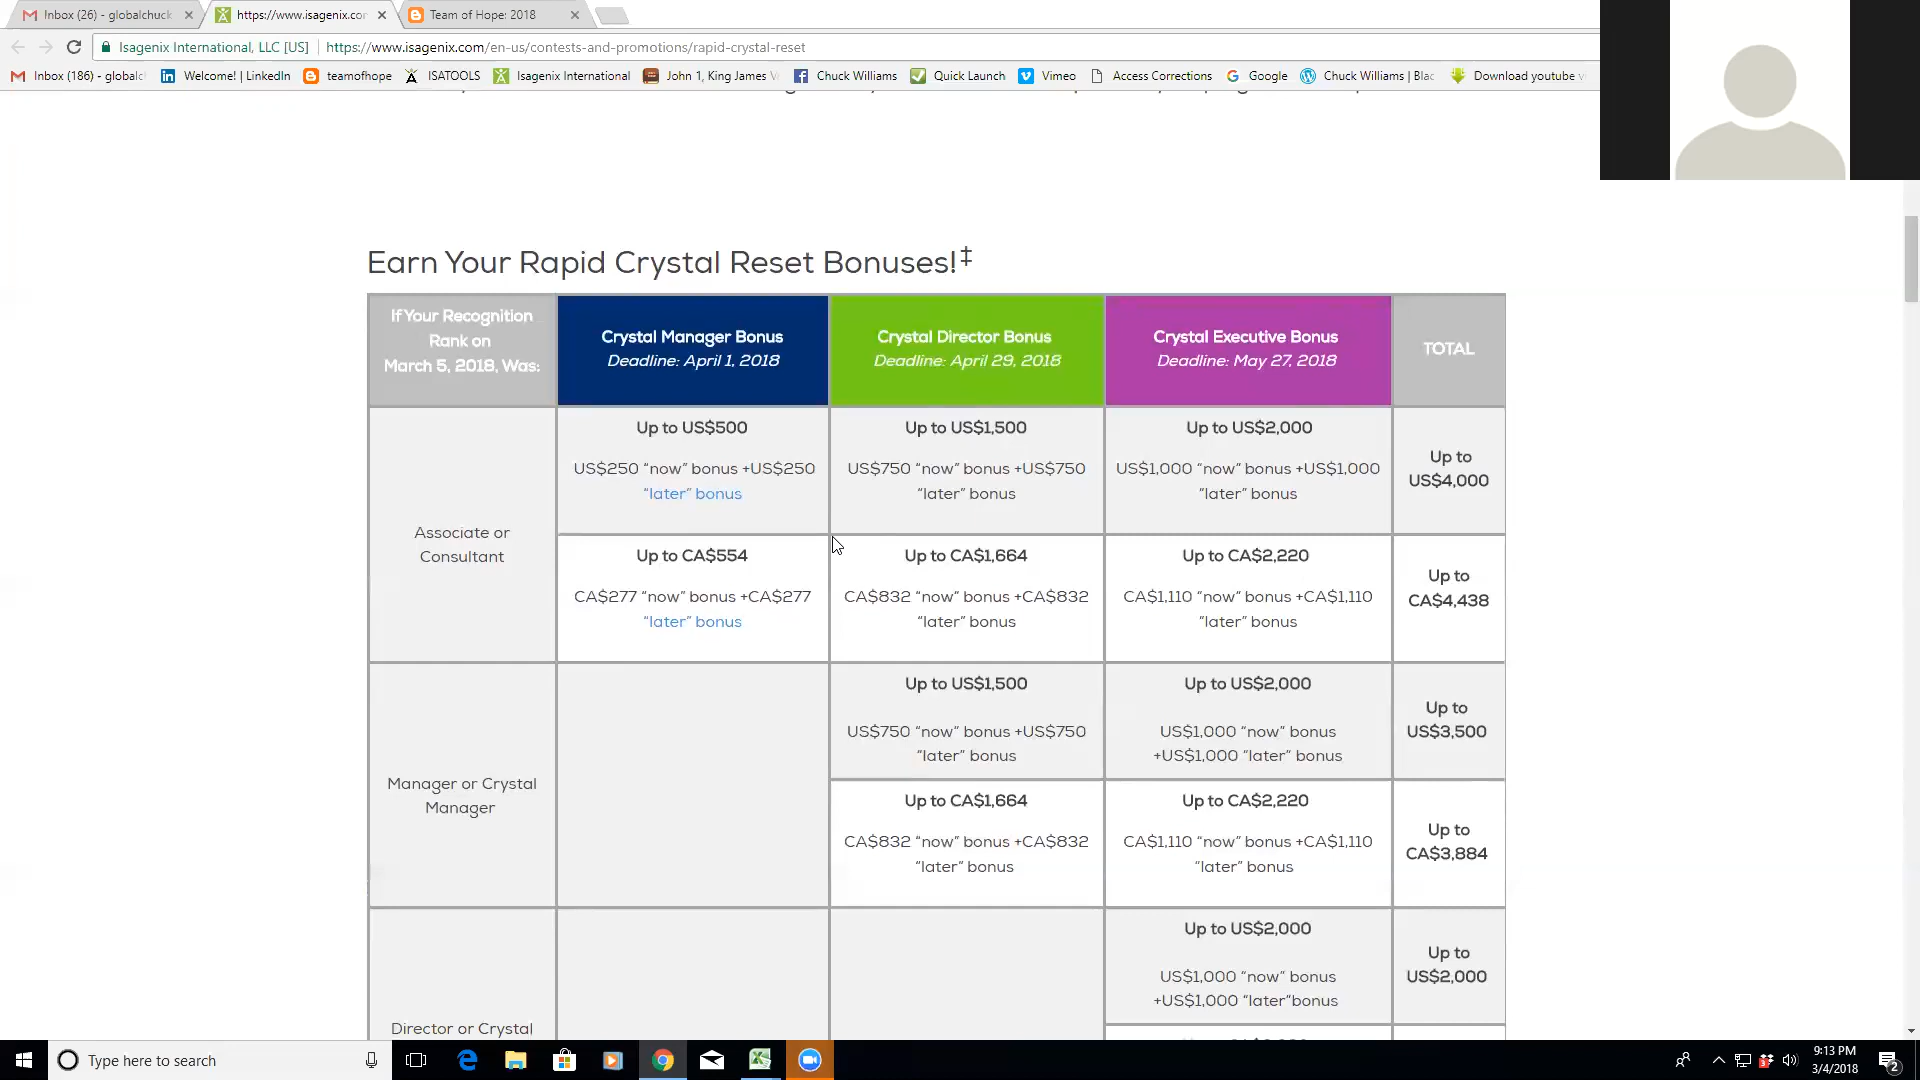 Inbox (26) - globalchuck
https://www.isagenix.cor
Team of Hope: 2018
Isagenix International, LLC [US]
https://www.isagenix.com/en-us/contests-and-promotions/rapid-crystal-reset
Inbox (186) - globalc
Welcome! | LinkedIn
teamofhope
ISATOOLS
Isagenix International
John 1, King James V
Chuck Williams
Quick Launch
Vimeo
Access Corrections
Google
Chuck Williams | Blac
Download youtube v
Earn Your Rapid Crystal Reset Bonuses!‡
If Your Recognition
Rank on
March 5, 2018, Was:
Crystal Manager Bonus
Deadline: April 1, 2018
Crystal Director Bonus
Deadline: April 29, 2018
Crystal Executive Bonus
Deadline: May 27, 2018
TOTAL
Associate or
Consultant
Up to US$500
US$250 “now” bonus +US$250
“later” bonus
Up to US$1,500
US$750 “now” bonus +US$750
“later” bonus
Up to US$2,000
US$1,000 “now” bonus +US$1,000
“later” bonus
Up to
US$4,000
Up to CA$554
CA$277 “now” bonus +CA$277
“later” bonus
Up to CA$1,664
CA$832 “now” bonus +CA$832
“later” bonus
Up to CA$2,220
CA$1,110 “now” bonus +CA$1,110
“later” bonus
Up to
CA$4,438
Manager or Crystal
Manager
Up to US$1,500
US$750 “now” bonus +US$750
“later” bonus
Up to US$2,000
US$1,000 “now” bonus
+US$1,000 “later” bonus
Up to
US$3,500
Up to CA$1,664
CA$832 “now” bonus +CA$832
“later” bonus
Up to CA$2,220
CA$1,110 “now” bonus +CA$1,110
“later” bonus
Up to
CA$3,884
Director or Crystal
Up to US$2,000
US$1,000 “now” bonus
+US$1,000 “later”bonus
Up to
US$2,000
Type here to search
9:13 PM
3/4/2018
2